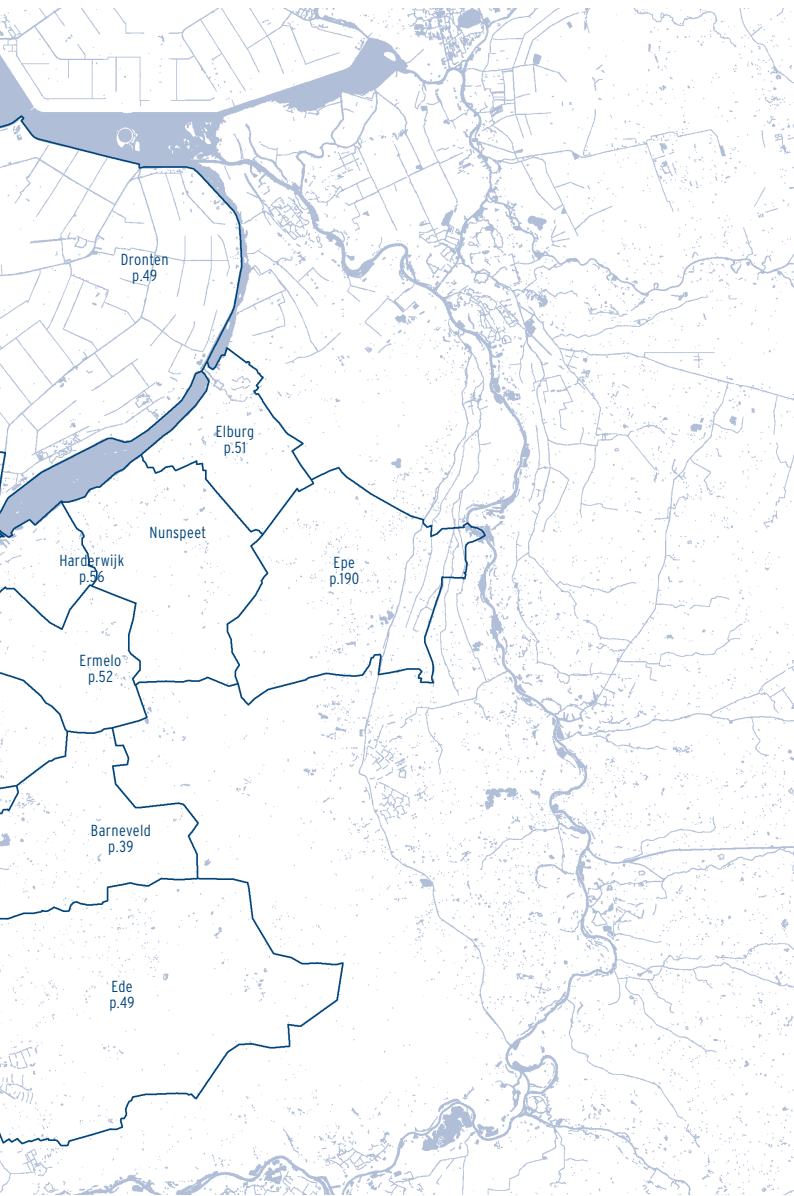 Dronten
p.49
Elburg
p.51
Nunspeet
Harderwijk
p.56
Epe
p.190
Ermelo
p.52
Barneveld
p.39
Ede
p.49